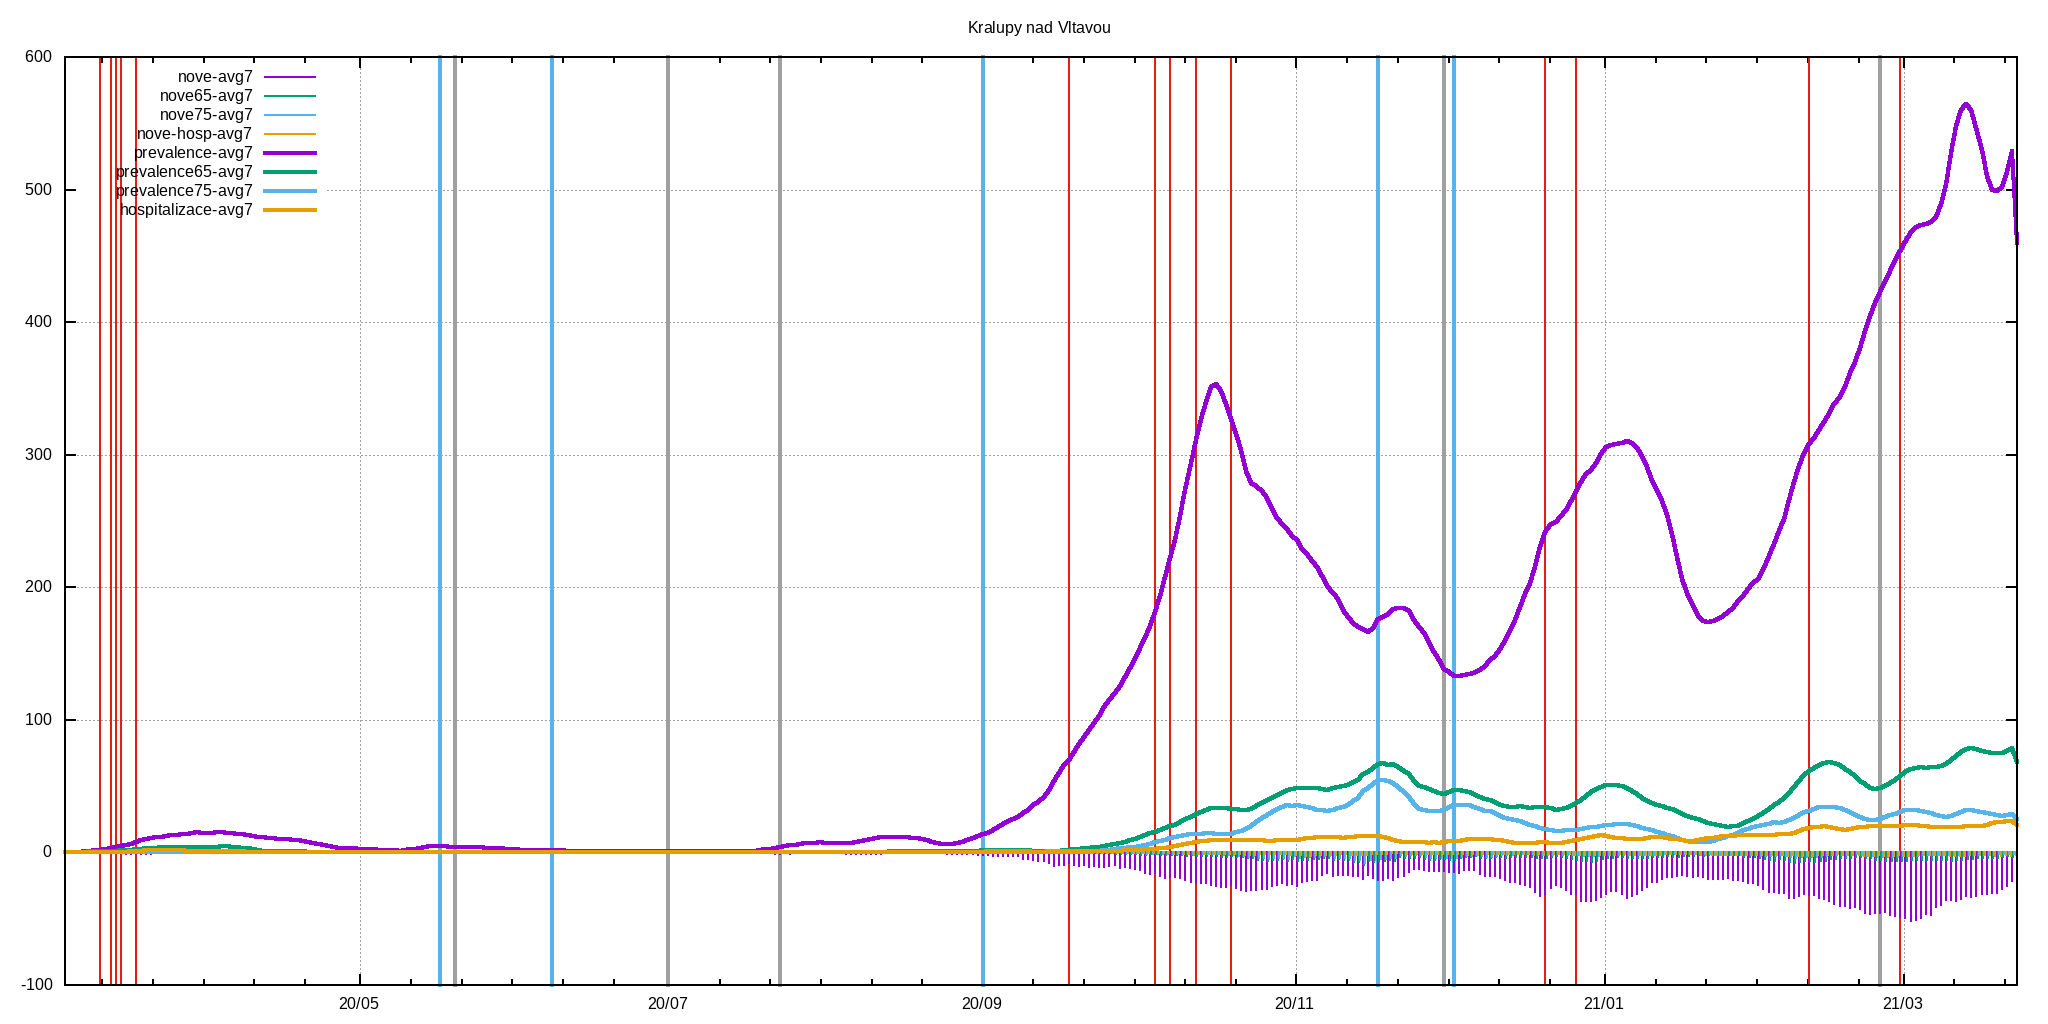 Kralupy nad Vltavou
600
500
400
300
200
100
0
-100
nove-avg7
nove65-avg7
nove75-avg7
nove-hosp-avg7
prevalence-avg7
prevalence65-avg7
prevalence75-avg7
hospitalizace-avg7
20/05 20/07 20/09 20/11 21/01 21/03